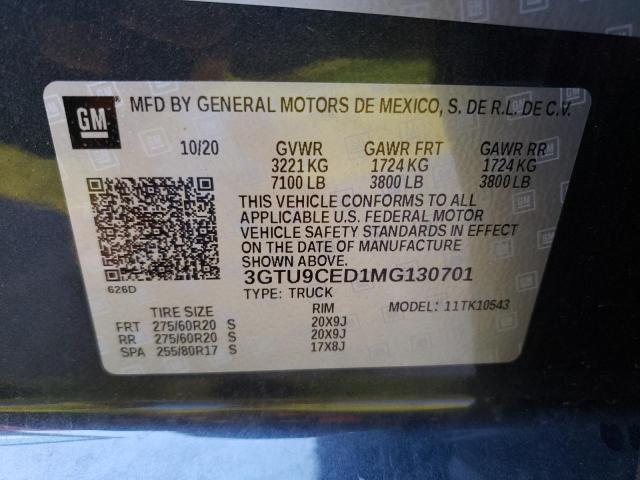 GM
MFD BY GENERAL MOTORS DE MEXICO, S. DE R.L. DE C.V.
10/20 GVWR GAWR FRT GAWR RR
3221 KG 1724 KG 1724 KG
7100 LB 3800 LB 3800 LB
THIS VEHICLE CONFORMS TO ALL
APPLICABLE U.S. FEDERAL MOTOR
VEHICLE SAFETY STANDARDS IN EFFECT
ON THE DATE OF MANUFACTURE
SHOWN ABOVE.
626D
3GTU9CED1MG130701
TYPE: TRUCK MODEL: 11TK10543
TIRE SIZE RIM
FRT 275/60R20 S 20X9J
RR 275/60R20 S 20X9J
SPA 255/80R17 S 17X8J